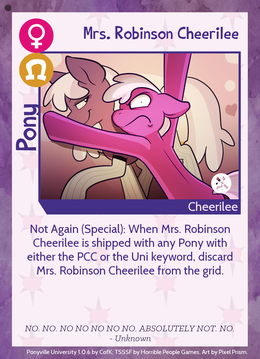 Mrs. Robinson Cheerilee
Pony
Cheerilee
Not Again (Special): When Mrs. Robinson
Cheerilee is shipped with any Pony with
either the PCC or the Uni keyword, discard
Mrs. Robinson Cheerilee from the grid.
NO. NO. NO NO NO NO. ABSOLUTELY NOT. NO.
- Unknown
Ponyville University 1.0.6 by CofK; TSSSF by Horrible People Games. Art by Pixel Prism.